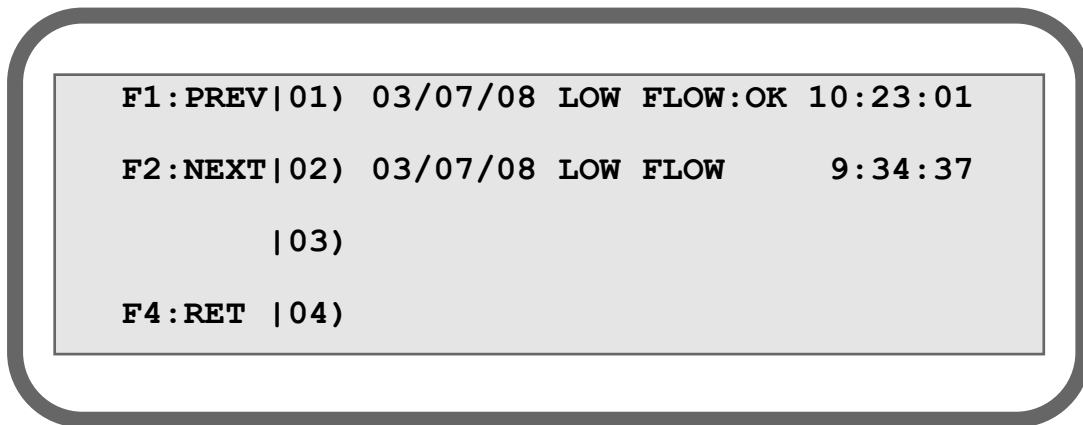 F1:PREV|01) 03/07/08 LOW FLOW:OK 10:23:01
F2:NEXT|02) 03/07/08 LOW FLOW     9:34:37
       |03)
F4:RET |04)